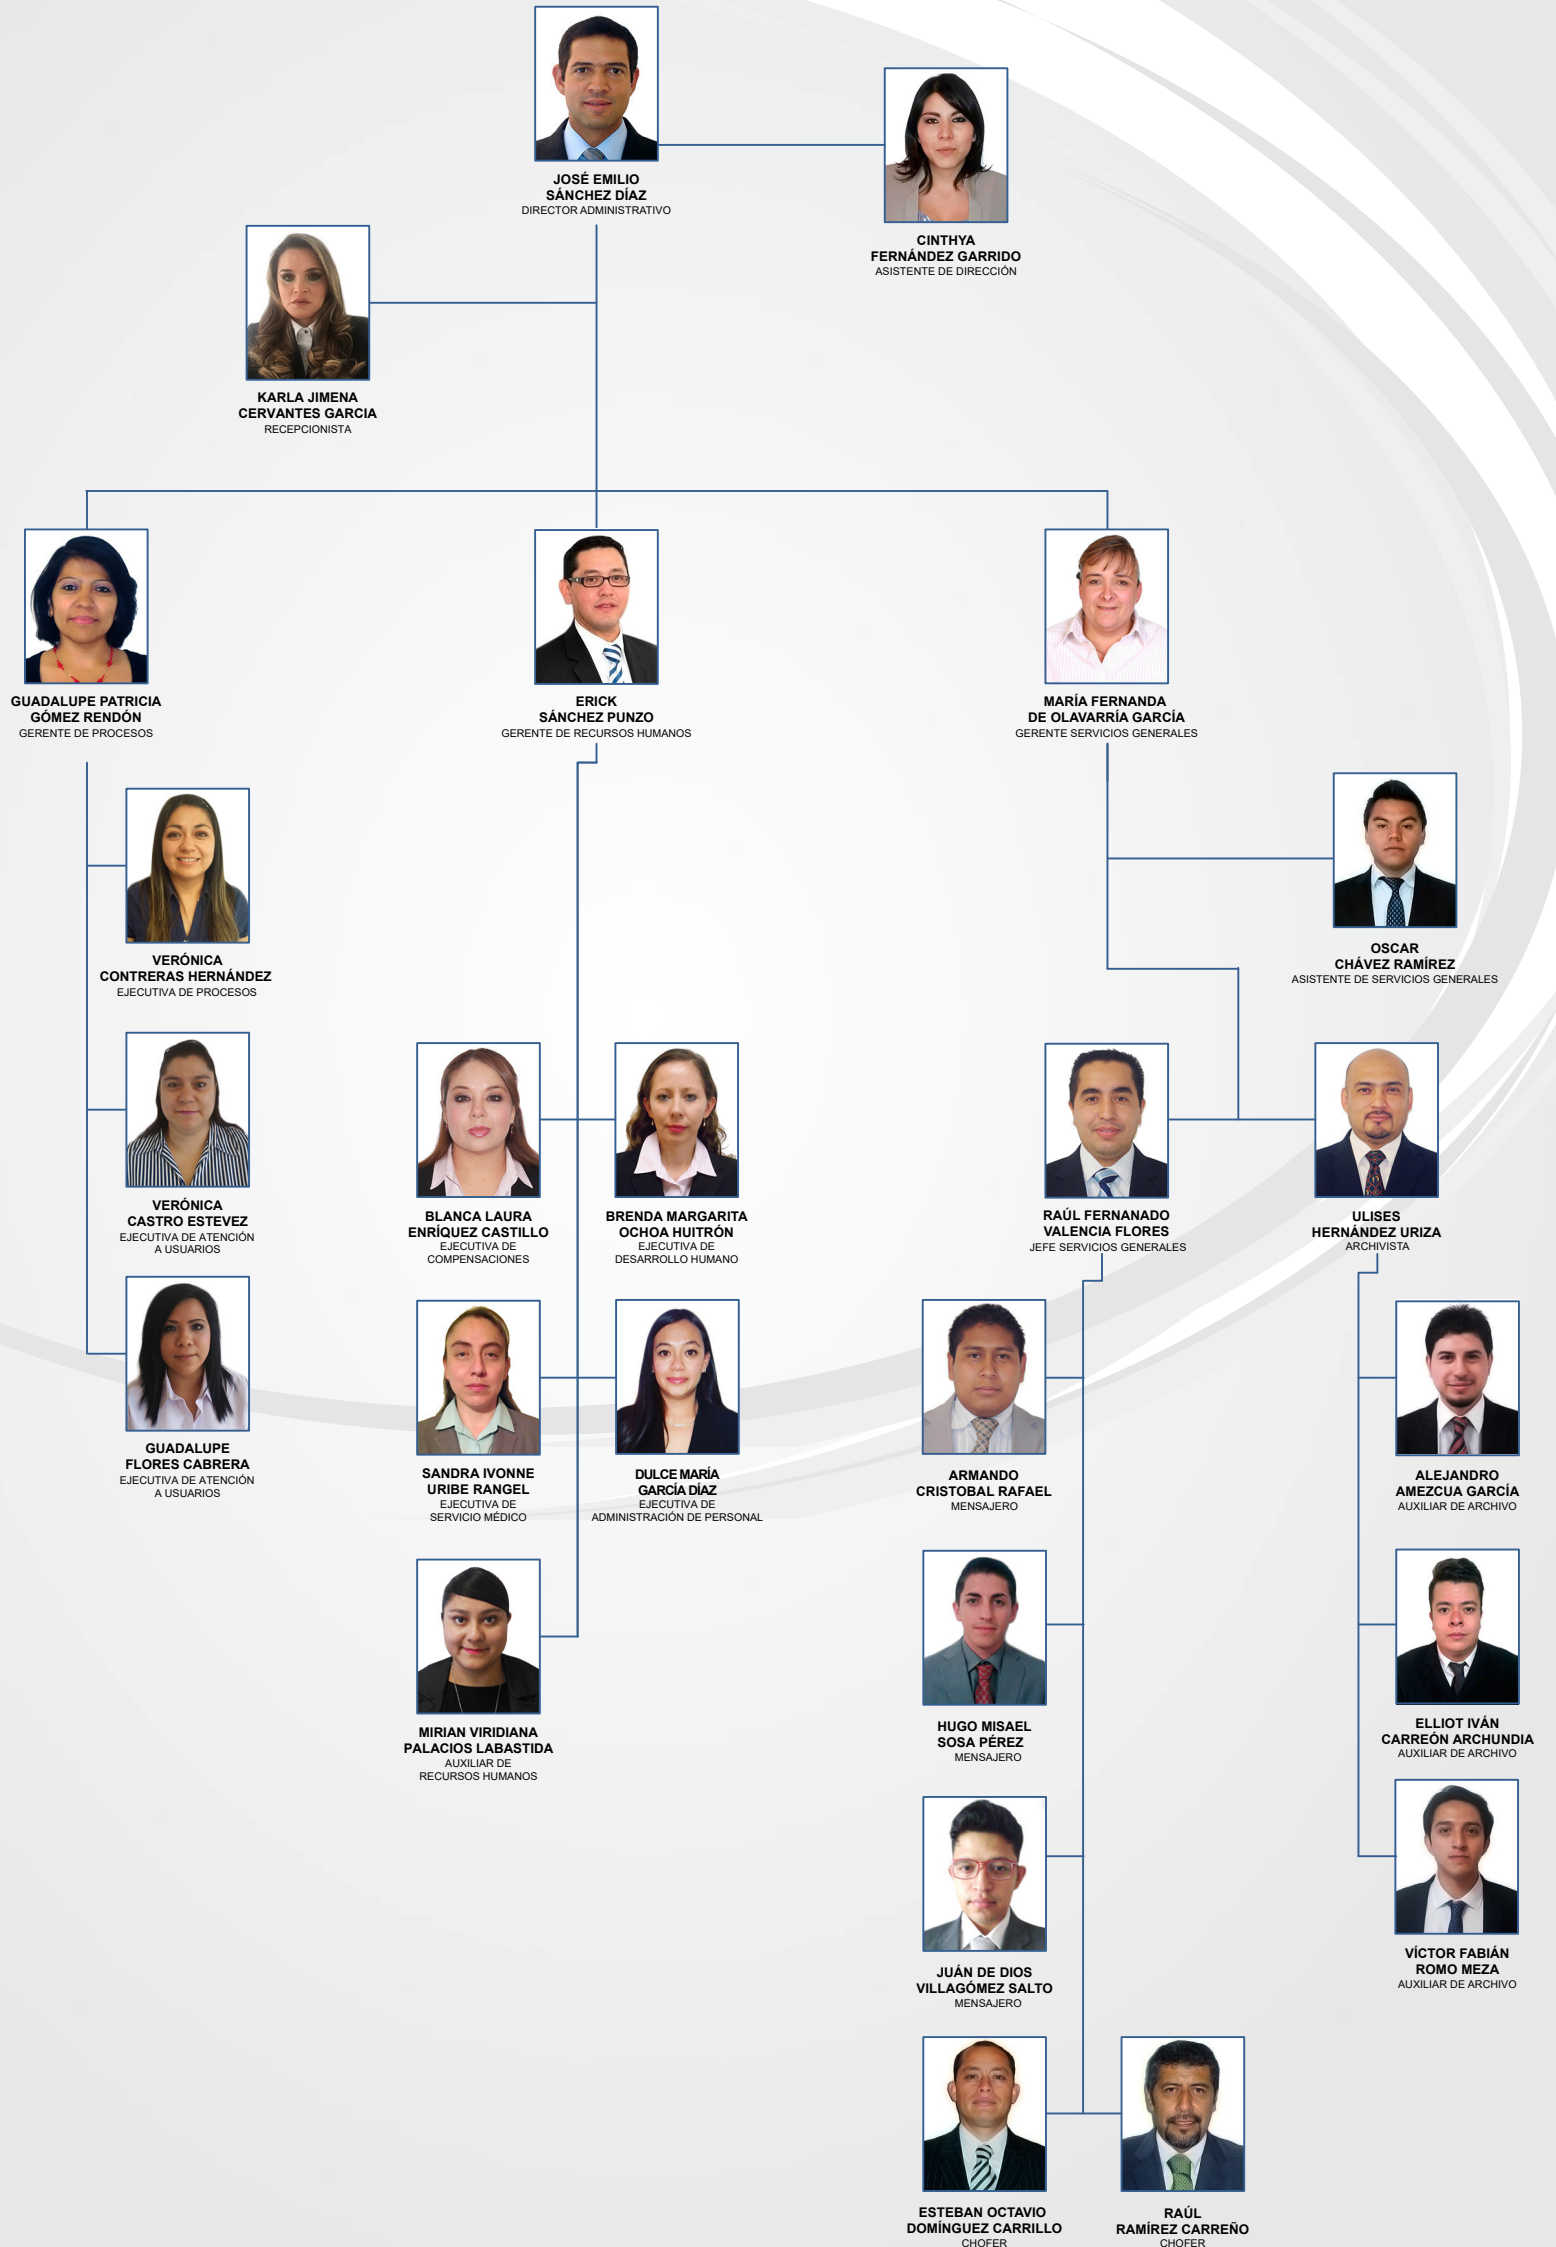 JOSÉ EMILIO
SÁNCHEZ DÍAZ
DIRECTOR ADMINISTRATIVO
CINTHYA
FERNÁNDEZ GARRIDO
ASISTENTE DE DIRECCIÓN
KARLA JIMENA
CERVANTES GARCIA
RECEPCIONISTA
GUADALUPE PATRICIA
GÓMEZ RENDÓN
GERENTE DE PROCESOS
ERICK
SÁNCHEZ PUNZO
GERENTE DE RECURSOS HUMANOS
MARÍA FERNANDA
DE OLAVARRÍA GARCÍA
GERENTE SERVICIOS GENERALES
OSCAR
CHÁVEZ RAMÍREZ
ASISTENTE DE SERVICIOS GENERALES
VERÓNICA
CONTRERAS HERNÁNDEZ
EJECUTIVA DE PROCESOS
VERÓNICA
CASTRO ESTEVEZ
EJECUTIVA DE ATENCIÓN
A USUARIOS
GUADALUPE
FLORES CABRERA
EJECUTIVA DE ATENCIÓN
A USUARIOS
BLANCA LAURA
ENRÍQUEZ CASTILLO
EJECUTIVA DE
COMPENSACIONES
BRENDA MARGARITA
OCHOA HUITRÓN
EJECUTIVA DE
DESARROLLO HUMANO
SANDRA IVONNE
URIBE RANGEL
EJECUTIVA DE
SERVICIO MÉDICO
DULCE MARÍA
GARCÍA DÍAZ
EJECUTIVA DE
ADMINISTRACIÓN DE PERSONAL
MIRIAN VIRIDIANA
PALACIOS LABASTIDA
AUXILIAR DE
RECURSOS HUMANOS
RAÚL FERNANADO
VALENCIA FLORES
JEFE SERVICIOS GENERALES
ULISES
HERNÁNDEZ URIZA
ARCHIVISTA
ARMANDO
CRISTOBAL RAFAEL
MENSAJERO
HUGO MISAEL
SOSA PÉREZ
MENSAJERO
JUÁN DE DIOS
VILLAGÓMEZ SALTO
MENSAJERO
ESTEBAN OCTAVIO
DOMÍNGUEZ CARRILLO
CHOFER
RAÚL
RAMÍREZ CARREÑO
CHOFER
ALEJANDRO
AMEZCUA GARCÍA
AUXILIAR DE ARCHIVO
ELLIOT IVÁN
CARREÓN ARCHUNDIA
AUXILIAR DE ARCHIVO
VÍCTOR FABIÁN
ROMO MEZA
AUXILIAR DE ARCHIVO